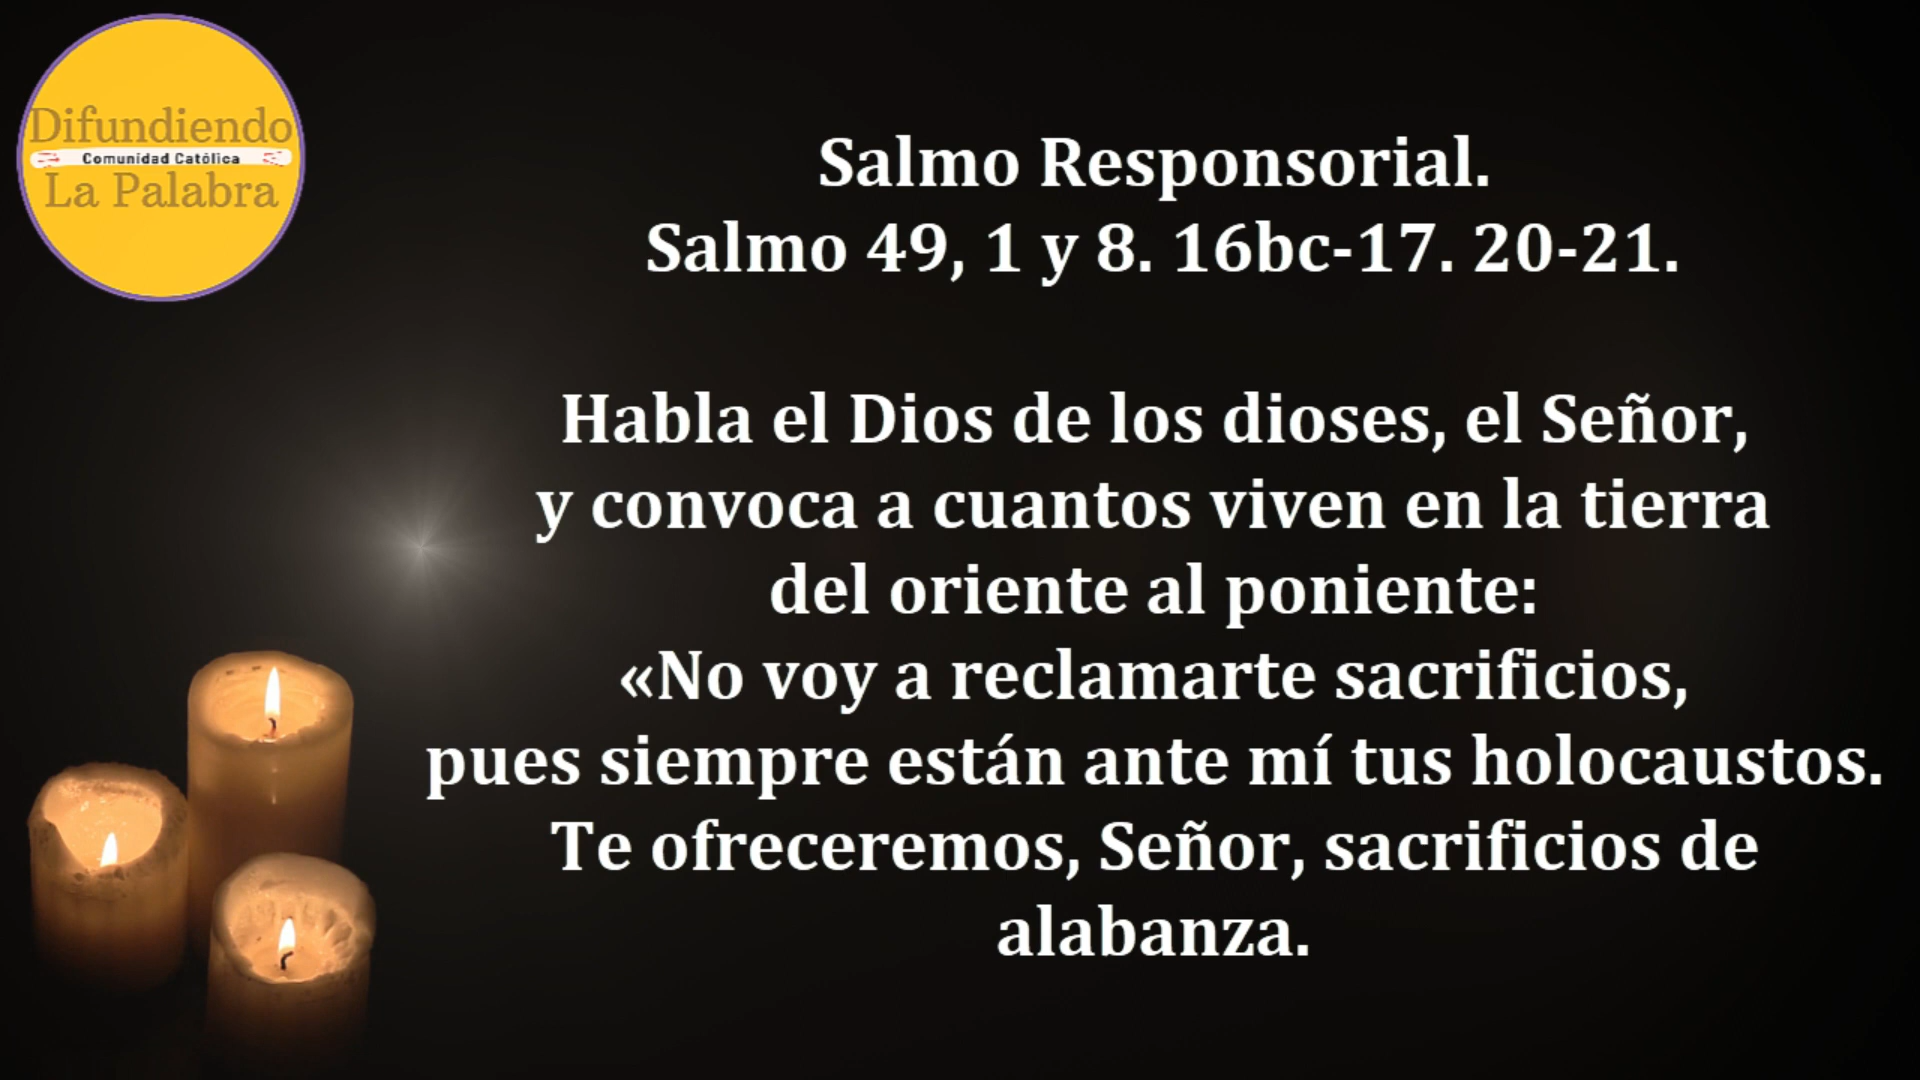 Difundiendo
Comunidad Católica
La Palabra
Salmo Responsorial.
Salmo 49, 1 y 8. 16bc-17. 20-21.
Habla el Dios de los dioses, el Señor,
y convoca a cuantos viven en la tierra
del oriente al poniente:
«No voy a reclamarte sacrificios,
pues siempre están ante mí tus holocaustos.
Te ofreceremos, Señor, sacrificios de
alabanza.